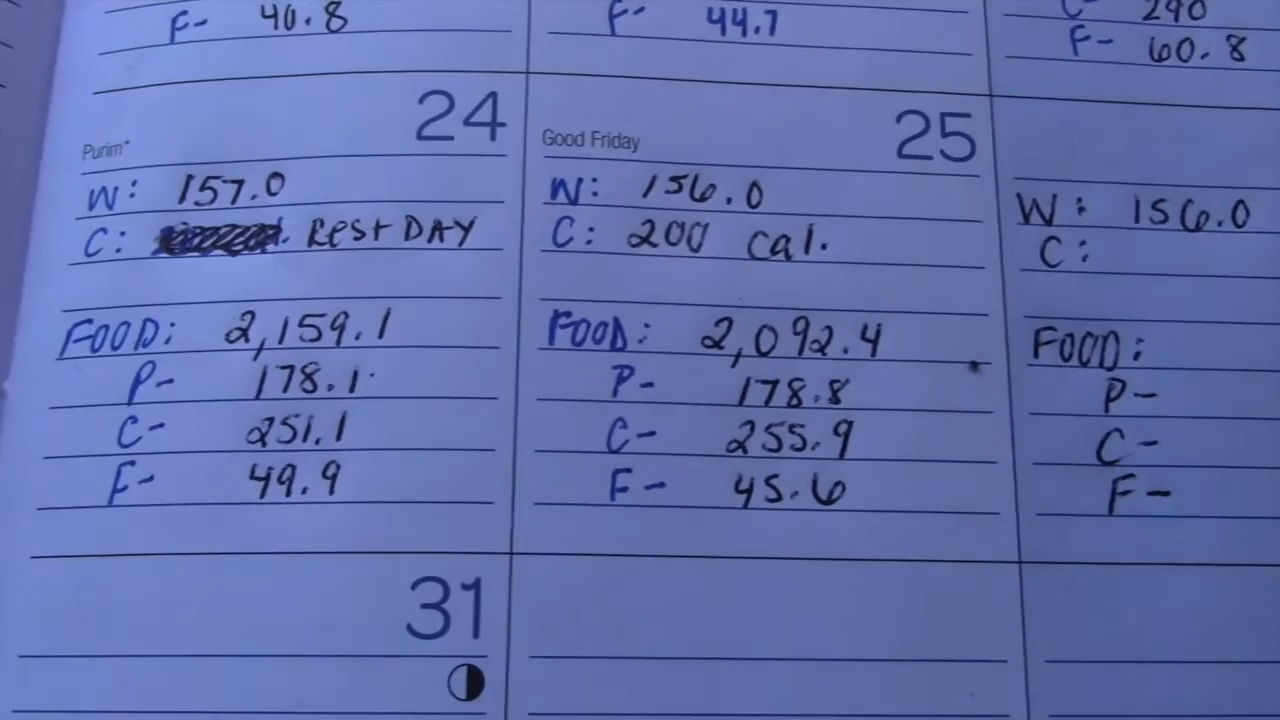 F- 40.8
F- 44.7
C- 290
F- 60.8
24
Purim*
W: 157.0
C: Rest DAY
FOOD: 2,159.1
P- 178.1
C- 251.1
F- 49.9
25
Good Friday
W: 156.0
C: 200 cal.
FOOD: 2,092.4
P- 178.8
C- 255.9
F- 45.6
W: 156.0
C:
FOOD:
P-
C-
F-
31